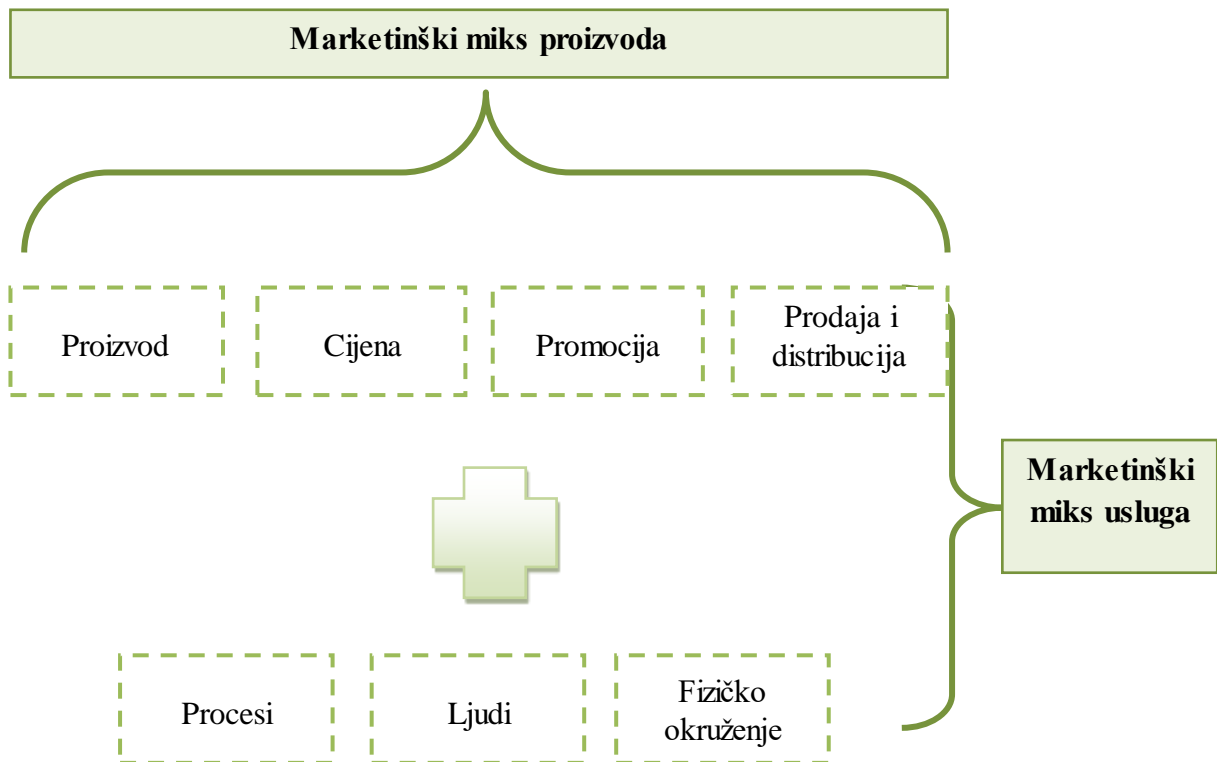 Marketinški miks proizvoda
Proizvod
Cijena
Promocija
Prodaja i
distribucija
Marketinški
miks usluga
Procesi
Ljudi
Fizičko
okruženje